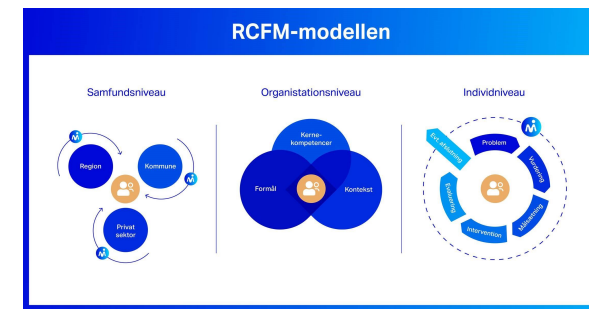 RCFM-modellen
Samfundsniveau
Region
Kommune
Privat
sektor
Organistationsniveau
Kerne-
kompetencer
Formål
Kontekst
Individniveau
Evt. afslutning
Problem
Vurdering
Målsætning
Intervention
Evaluering